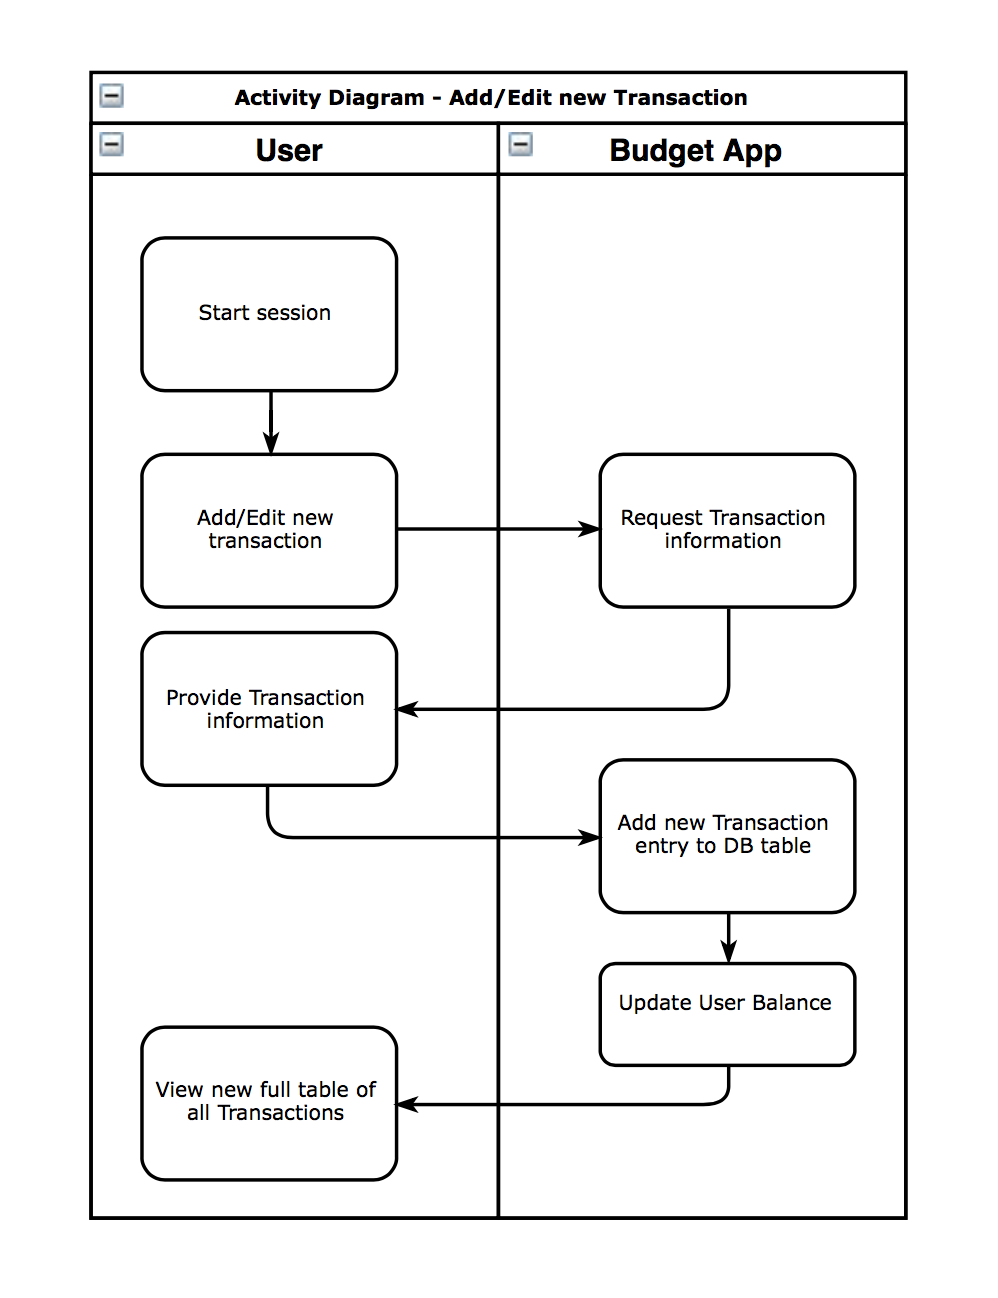 Activity Diagram - Add/Edit new Transaction
User
Budget App
Start session
Add/Edit new
transaction
Request Transaction
information
Provide Transaction
information
Add new Transaction
entry to DB table
Update User Balance
View new full table of
all Transactions